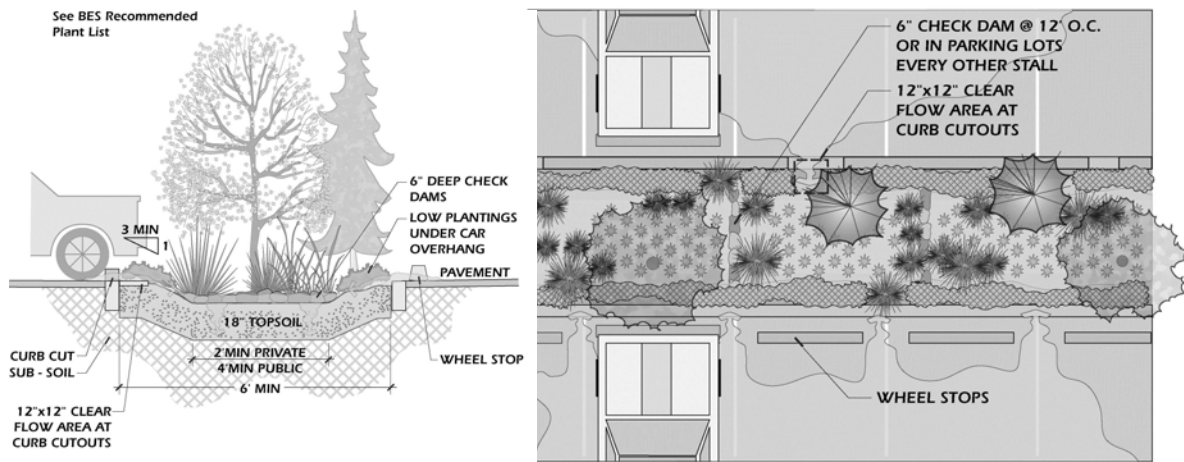 See BES Recommended
Plant List
3 MIN
1
6" DEEP CHECK
DAMS
LOW PLANTINGS
UNDER CAR
OVERHANG
PAVEMENT
18" TOPSOIL
CURB CUT
SUB - SOIL
2'MIN PRIVATE
4'MIN PUBLIC
6' MIN
WHEEL STOP
12"x12" CLEAR
FLOW AREA AT
CURB CUTOUTS
6" CHECK DAM @ 12' O.C.
OR IN PARKING LOTS
EVERY OTHER STALL
12"x12" CLEAR
FLOW AREA AT
CURB CUTOUTS
WHEEL STOPS